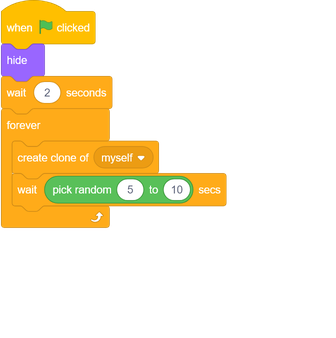 when clicked
hide
wait 2 seconds
forever
create clone of myself
wait pick random 5 to 10 secs